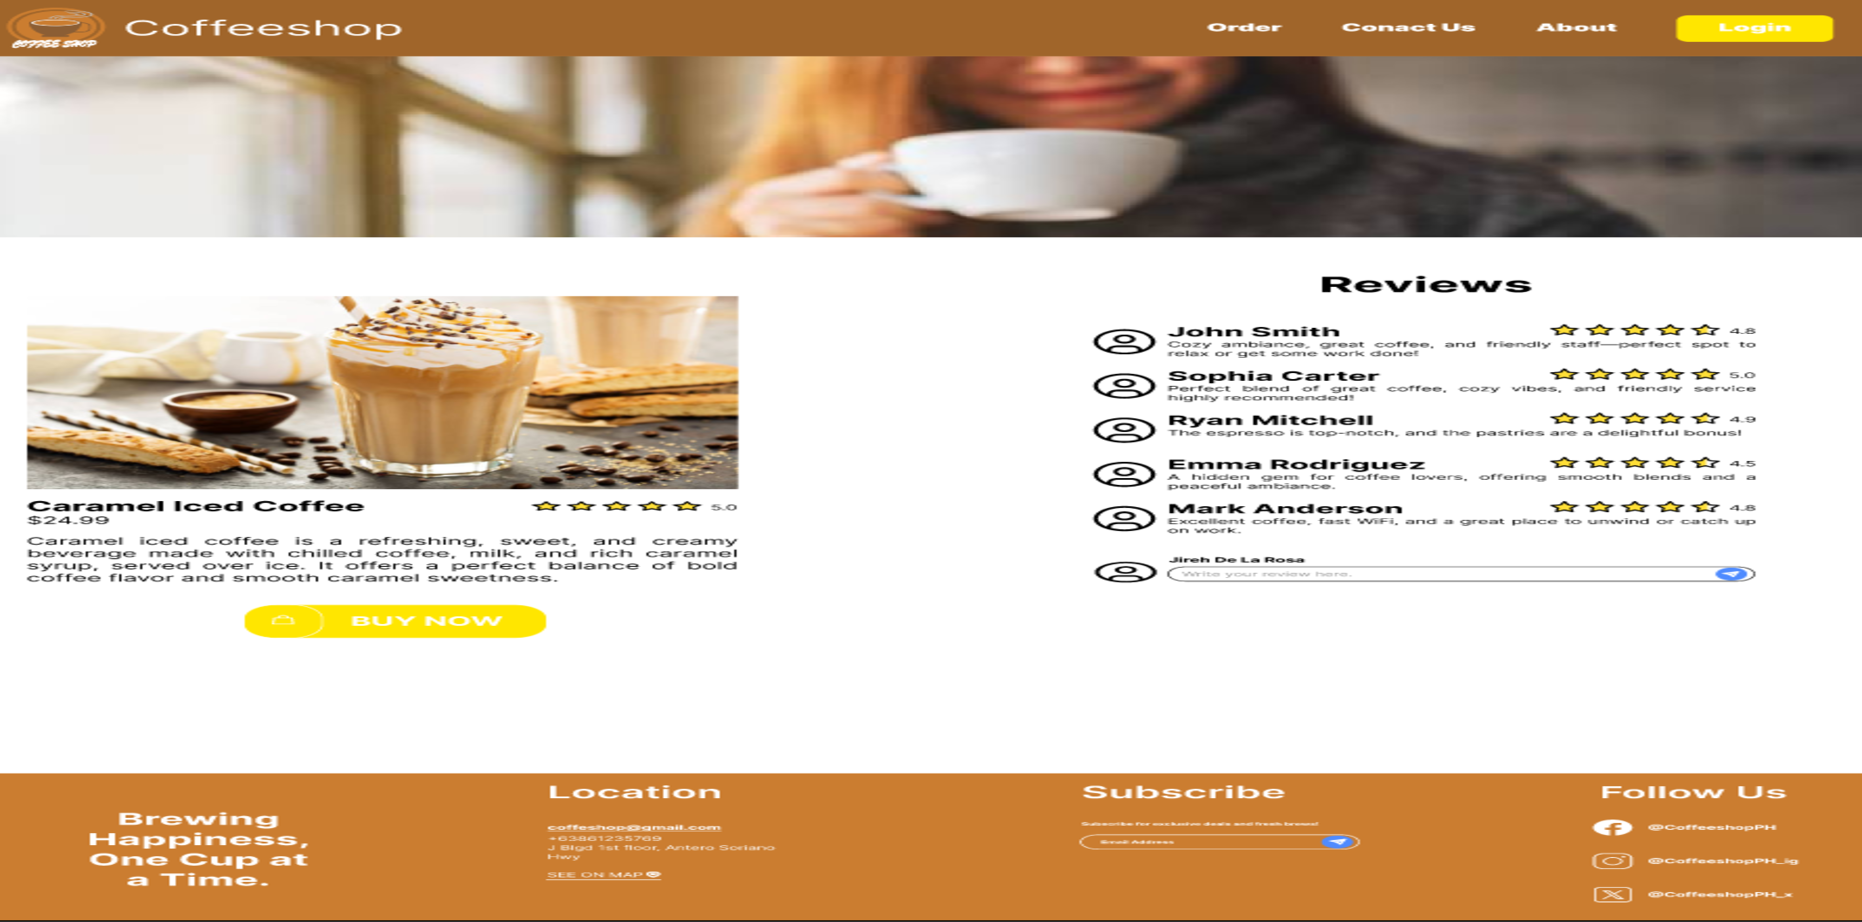 COFFEE SHOP
Coffeeshop
Order
Conact Us
About
Login
Caramel Iced Coffee
5.0
$24.99
Caramel iced coffee is a refreshing, sweet, and creamy
beverage made with chilled coffee, milk, and rich caramel
syrup, served over ice. It offers a perfect balance of bold
coffee flavor and smooth caramel sweetness.
BUY NOW
Reviews
John Smith
4.8
Cozy ambiance, great coffee, and friendly staff—perfect spot to
relax or get some work done!
Sophia Carter
5.0
Perfect blend of great coffee, cozy vibes, and friendly service
highly recommended!
Ryan Mitchell
4.9
The espresso is top-notch, and the pastries are a delightful bonus!
Emma Rodriguez
4.5
A hidden gem for coffee lovers, offering smooth blends and a
peaceful ambiance.
Mark Anderson
4.8
Excellent coffee, fast WiFi, and a great place to unwind or catch up
on work.
Jireh De La Rosa
Write your review here.
Brewing
Happiness,
One Cup at
a Time.
Location
coffeshop@gmail.com
+63861235769
J Blgd 1st floor, Antero Soriano
Hwy
SEE ON MAP
Subscribe
Subscribe for exclusive deals and fresh brews!
Email Address
Follow Us
@CoffeeshopPH
@CoffeeshopPH_ig
@CoffeeshopPH_x